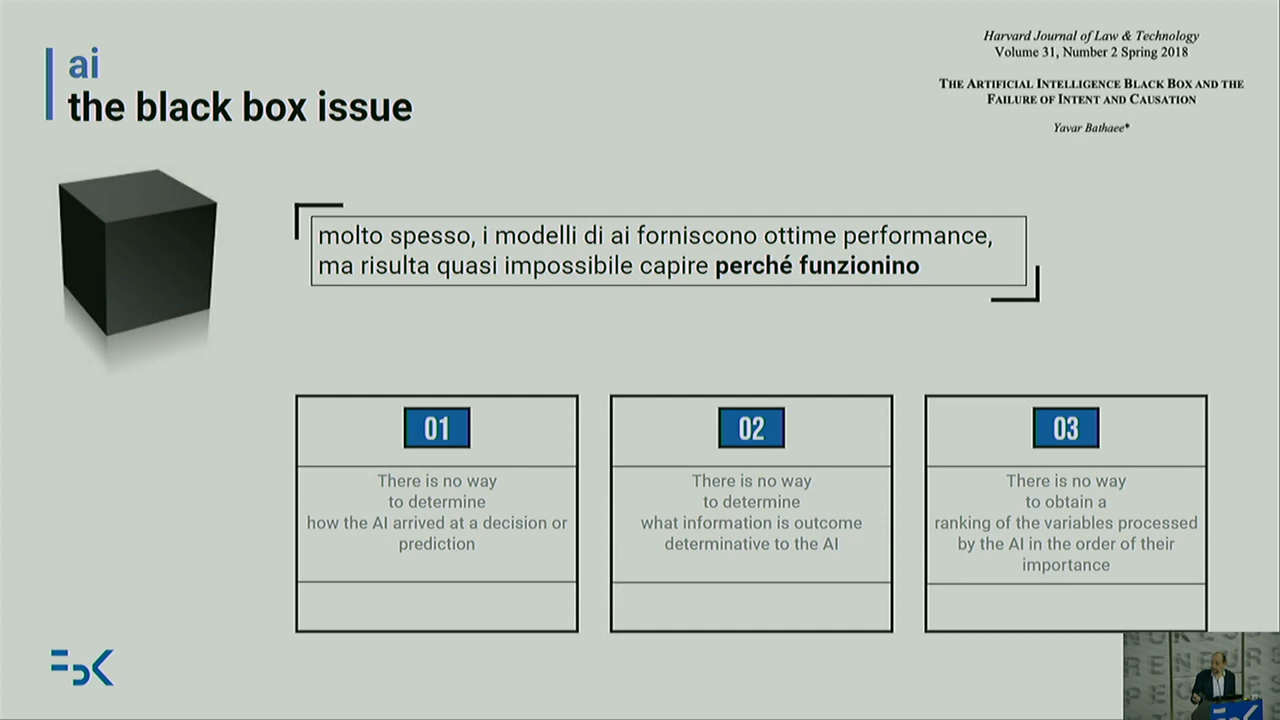 ai
the black box issue
Harvard Journal of Law & Technology
Volume 31, Number 2 Spring 2018
THE ARTIFICIAL INTELLIGENCE BLACK BOX AND THE
FAILURE OF INTENT AND CAUSATION
Yavar Bathaee*
molto spesso, i modelli di ai forniscono ottime performance,
ma risulta quasi impossibile capire perché funzionino
01
There is no way
to determine
how the AI arrived at a decision or
prediction
02
There is no way
to determine
what information is outcome
determinative to the AI
03
There is no way
to obtain a
ranking of the variables processed
by the AI in the order of their
importance
FbK